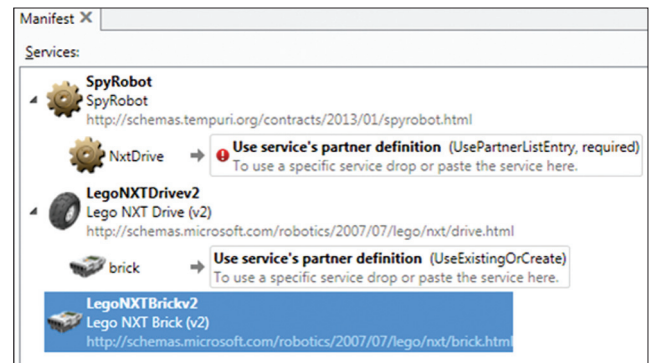 Manifest X
Services:
SpyRobot
SpyRobot
http://schemas.tempuri.org/contracts/2013/01/spyrobot.html
NxtDrive → Use service's partner definition (UsePartnerListEntry, required)
To use a specific service drop or paste the service here.
LegoNXTDrivev2
Lego NXT Drive (v2)
http://schemas.microsoft.com/robotics/2007/07/lego/nxt/drive.html
brick → Use service's partner definition (UseExistingOrCreate)
To use a specific service drop or paste the service here.
LegoNXTBrickv2
Lego NXT Brick (v2)
http://schemas.microsoft.com/robotics/2007/07/lego/nxt/brick.html